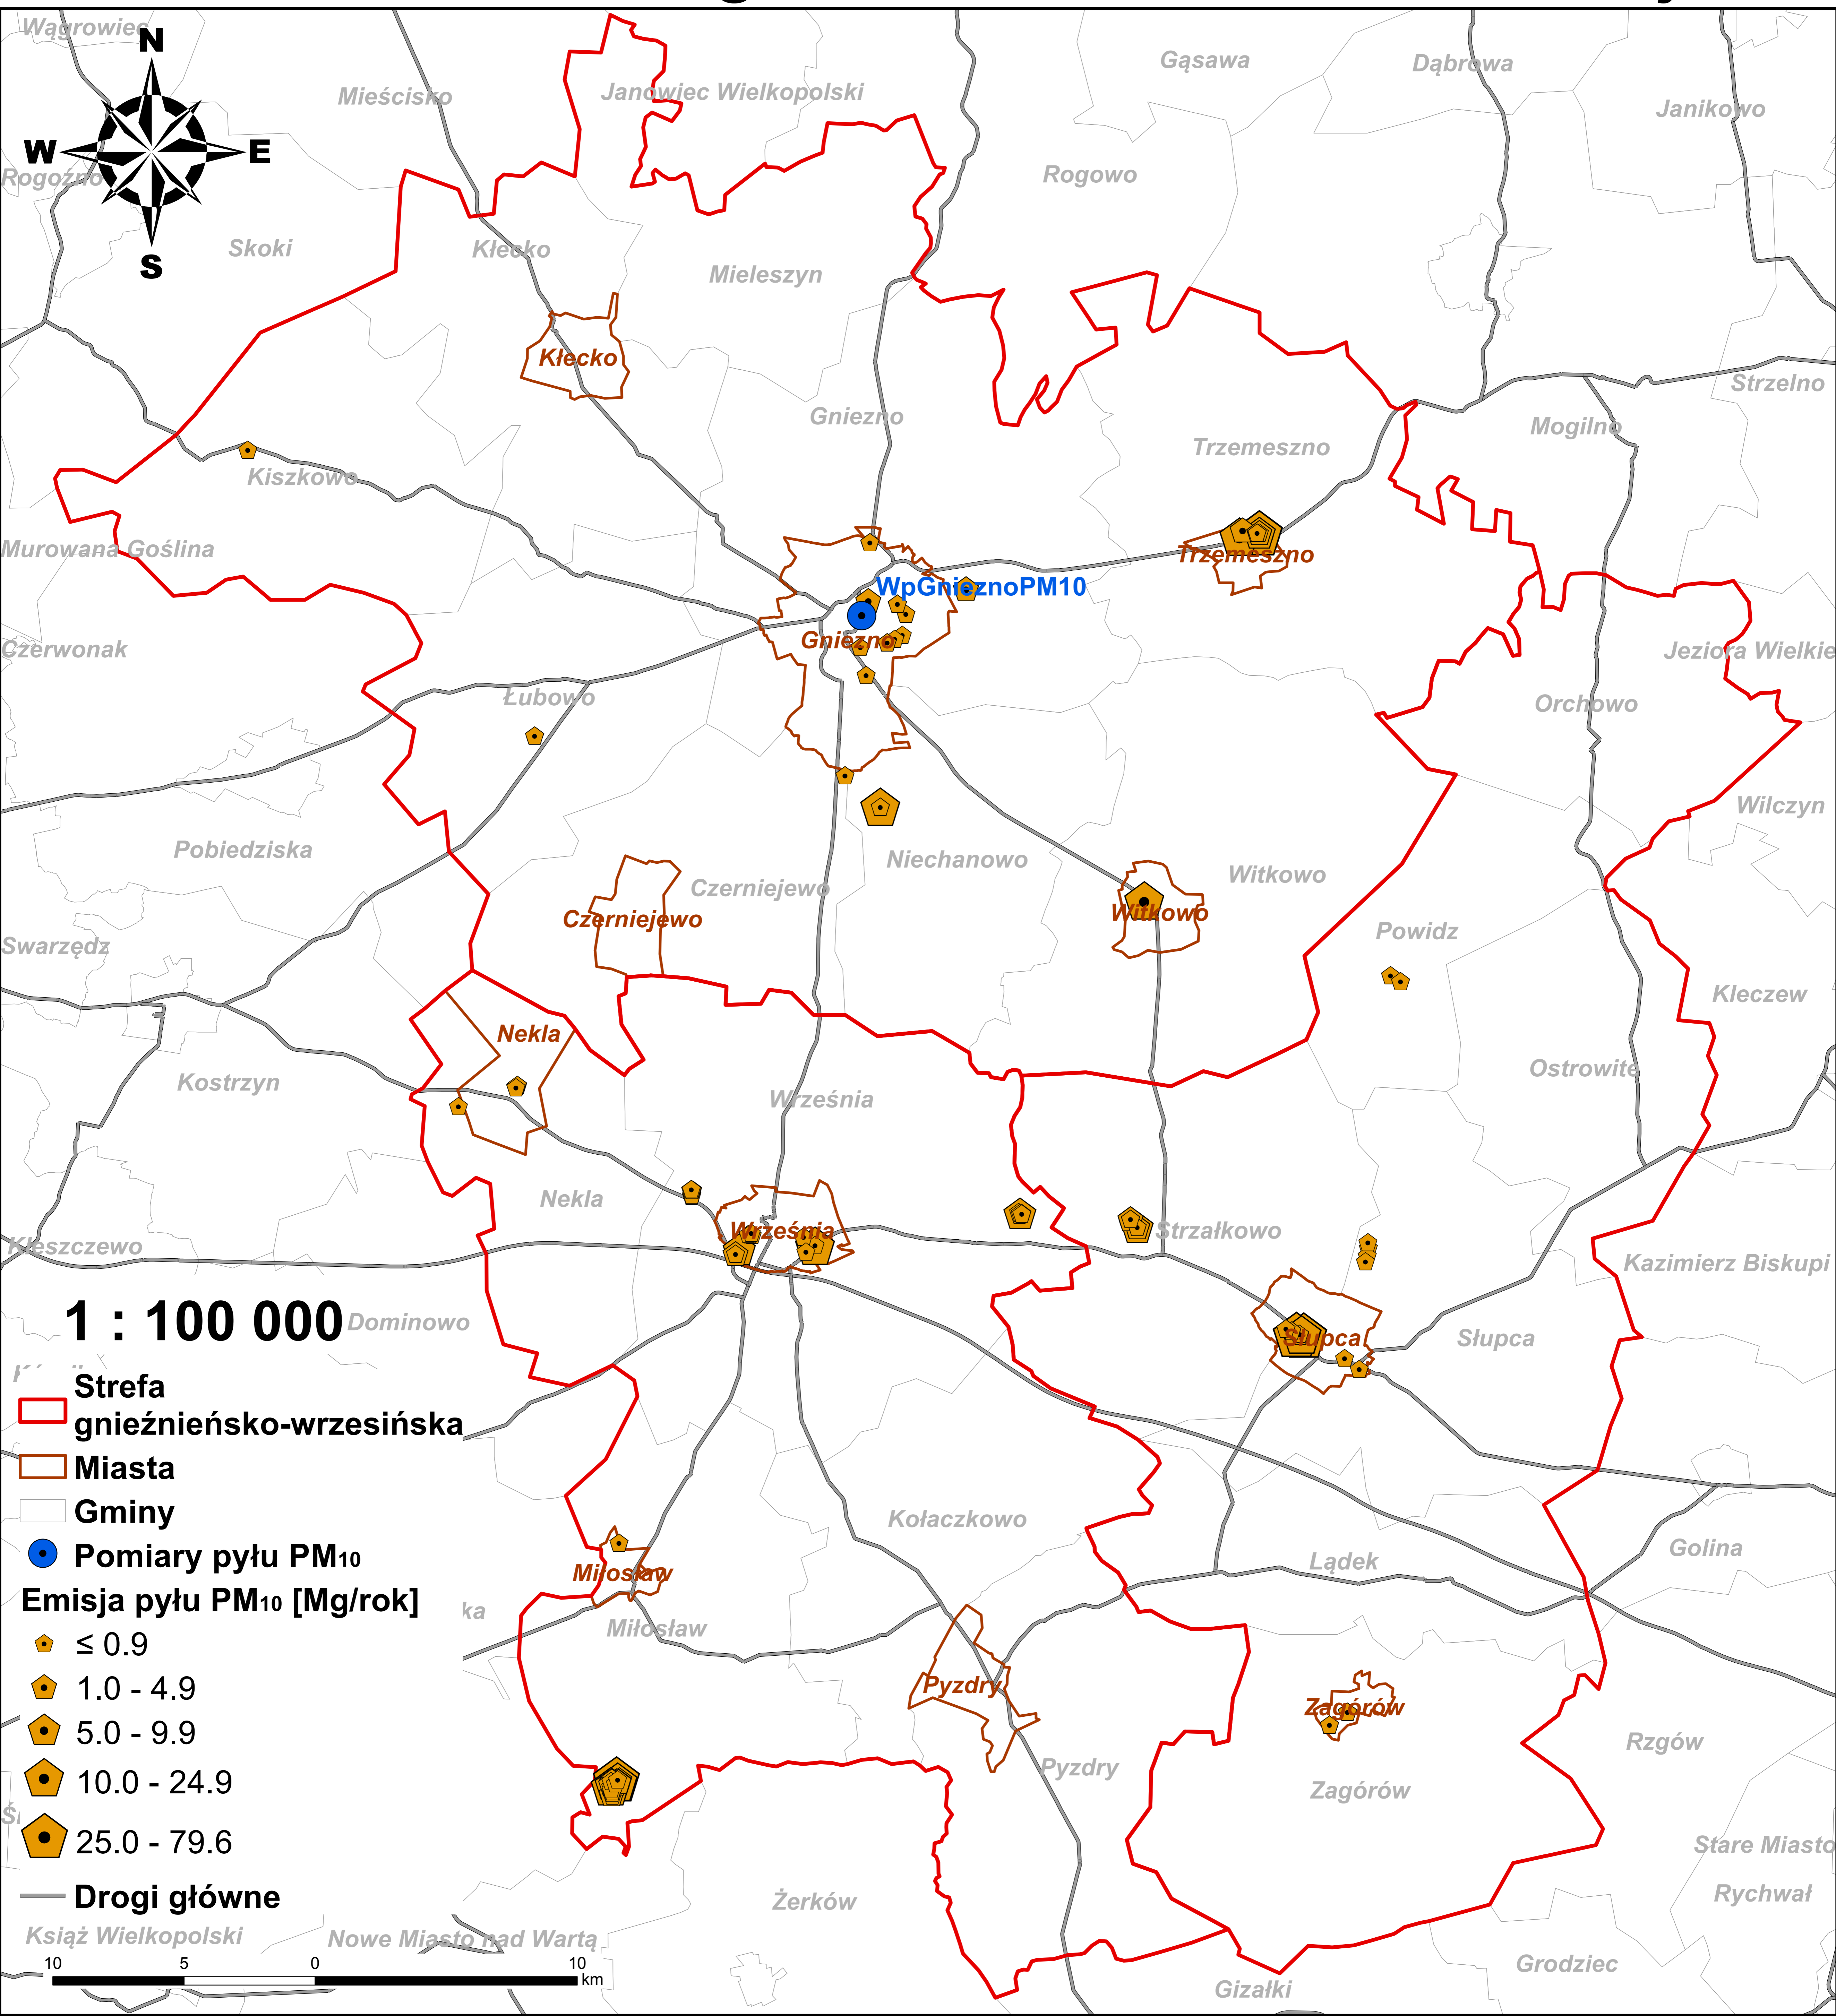 Wągrowiec
N
Gąsawa
Dąbrowa
Mieścisko
Janowiec Wielkopolski
Janikowo
W
E
Rogoźno
Rogowo
Skoki
Kłecko
S
Mieleszyn
Kłecko
Strzelno
Gniezno
Mogilno
Trzemeszno
Kiszkowo
Murowana Goślina
Trzemeszno
WpGnieznoPM10
Gniezno
Czerwonak
Jeziora Wielkie
Łubowo
Orchowo
Wilczyn
Pobiedziska
Niechanowo
Witkowo
Czerniejewo
Czerniejewo
Witkowo
Powidz
Swarzędz
Kleczew
Nekla
Ostrowite
Kostrzyn
Września
Nekla
Września
Strzałkowo
Kleszczewo
Kazimierz Biskupi
1 : 100 000
Dominowo
Słupca
Słupca
Strefa
gnieźnieńsko-wrzesińska
Miasta
Gminy
Kołaczkowo
Pomiary pyłu PM10
Golina
Lądek
Miłosław
Emisja pyłu PM10 [Mg/rok]
ka
Miłosław
≤ 0.9
1.0 - 4.9
Pyzdry
Zagórów
5.0 - 9.9
Rzgów
Pyzdry
10.0 - 24.9
Zagórów
25.0 - 79.6
Stare Miasto
Drogi główne
Żerków
Rychwał
Książ Wielkopolski
Nowe Miasto nad Wartą
Grodziec
10 5 0 10
km
Gizałki